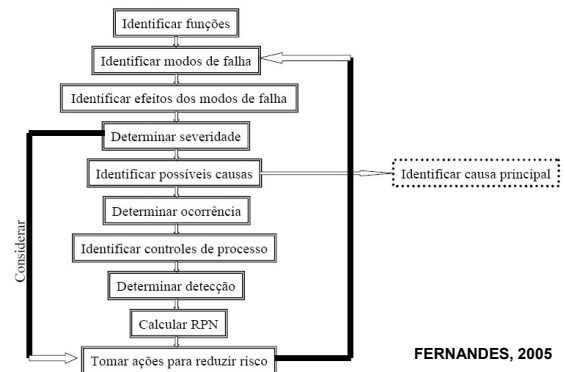 Identificar funções
Identificar modos de falha
Identificar efeitos dos modos de falha
Determinar severidade
Identificar possíveis causas
Identificar causa principal
Determinar ocorrência
Identificar controles de processo
Considerar
Determinar detecção
Calcular RPN
Tomar ações para reduzir risco
FERNANDES, 2005